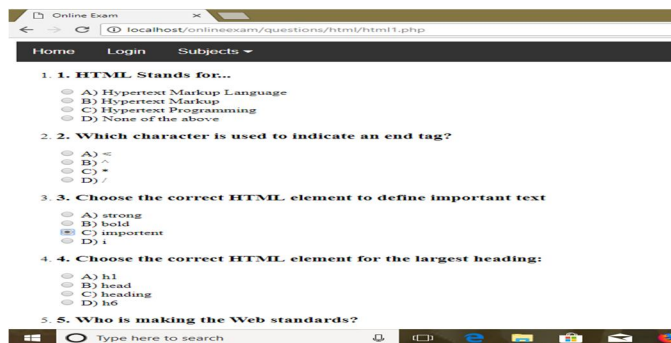 Online Exam
localhost/onlineexam/questions/html/html1.php
Home Login Subjects
1. 1. HTML Stands for...
A) Hypertext Markup Language
B) Hypertext Markup
C) Hypertext Programming
D) None of the above
2. 2. Which character is used to indicate an end tag?
A) <
B) ^
C) *
D) /
3. 3. Choose the correct HTML element to define important text
A) strong
B) bold
C) importent
D) i
4. 4. Choose the correct HTML element for the largest heading:
A) h1
B) head
C) heading
D) h6
5. 5. Who is making the Web standards?
Type here to search